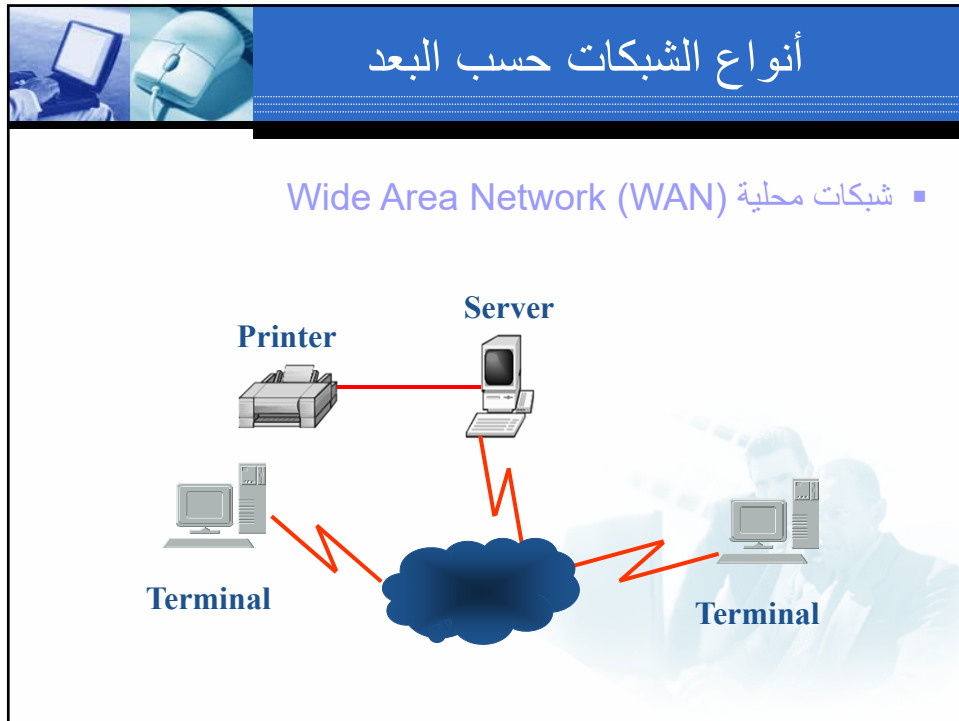 أنواع الشبكات حسب البعد
▪ شبكات محلية Wide Area Network (WAN)
Server
Printer
Terminal
Terminal